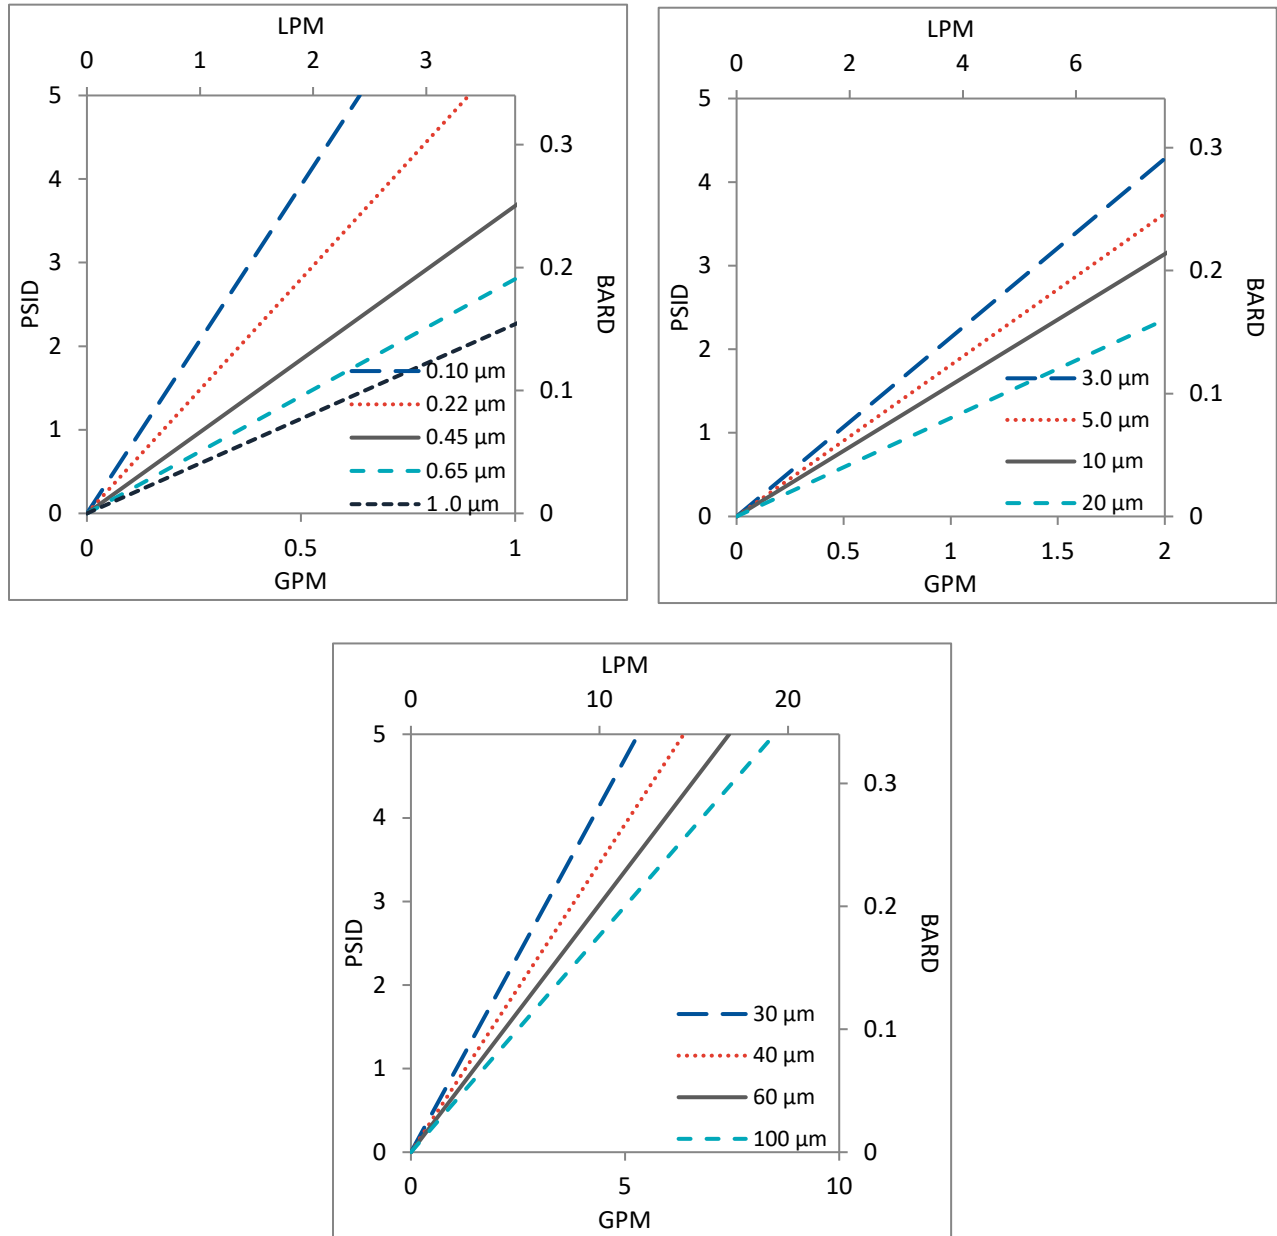 LPM
0 1 2 3
5
4
3
2
1
0
PSID
0.3
0.2
0.1
0
BARD
0.10 µm
0.22 µm
0.45 µm
0.65 µm
1 .0 µm
0 0.5 1
GPM
LPM
0 2 4 6
5
4
3
2
1
0
PSID
0.3
0.2
0.1
0
BARD
3.0 µm
5.0 µm
10 µm
20 µm
0 0.5 1 1.5 2
GPM
LPM
0 10 20
5
4
3
2
1
0
PSID
0.3
0.2
0.1
0
BARD
30 µm
40 µm
60 µm
100 µm
0 5 10
GPM